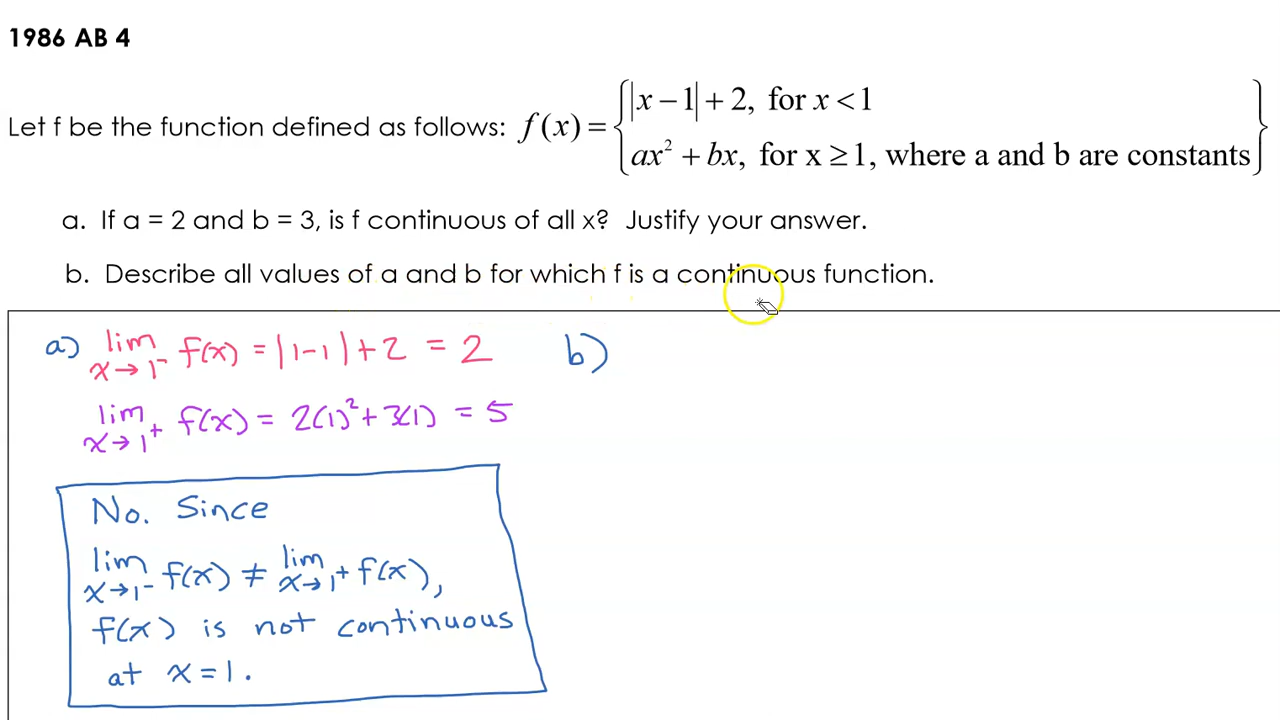 1986 AB 4
Let f be the function defined as follows: f(x) = { |x − 1| + 2, for x < 1
ax² + bx, for x ≥ 1, where a and b are constants }
a. If a = 2 and b = 3, is f continuous of all x? Justify your answer.
b. Describe all values of a and b for which f is a continuous function.
a) lim x→1⁻ f(x) = |1-1| + 2 = 2
lim x→1⁺ f(x) = 2(1)² + 3(1) = 5
No. Since
lim x→1⁻ f(x) ≠ lim x→1⁺ f(x),
f(x) is not continuous
at x = 1.
b)